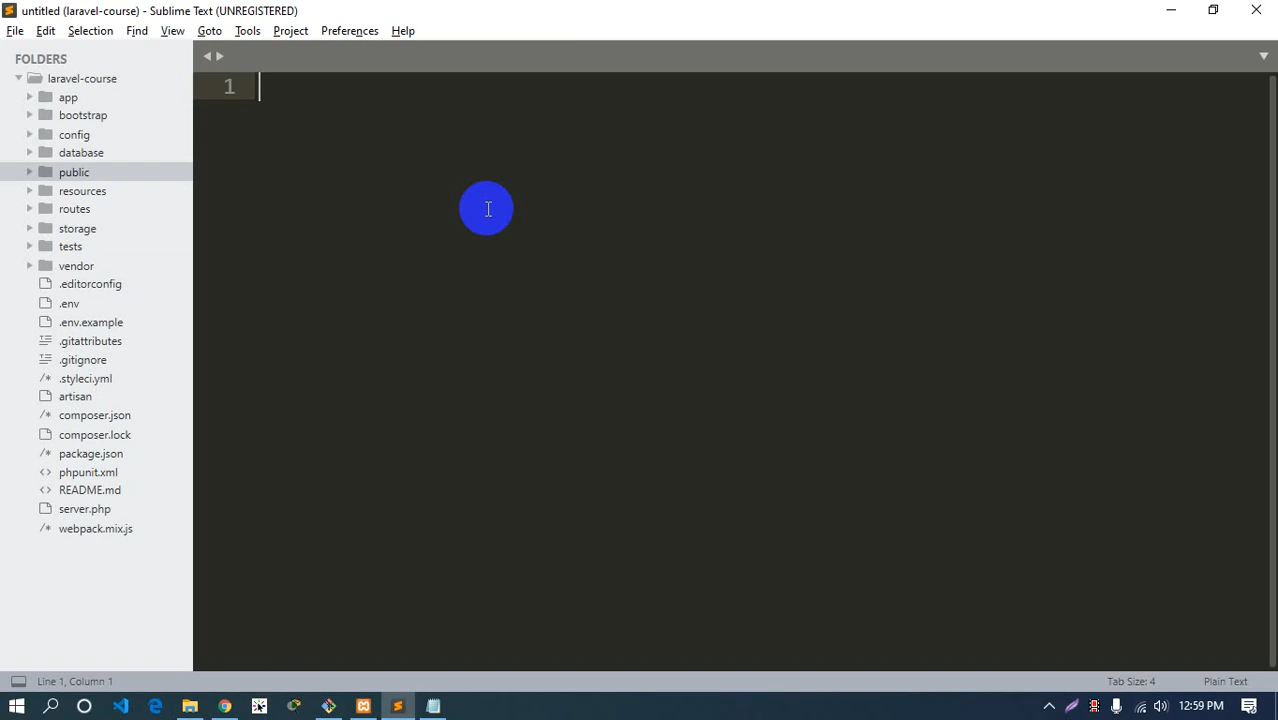 untitled (laravel-course) - Sublime Text (UNREGISTERED)
File Edit Selection Find View Goto Tools Project Preferences Help
FOLDERS
laravel-course
1
app
bootstrap
config
database
public
resources
routes
storage
tests
vendor
.editorconfig
.env
.env.example
.gitattributes
.gitignore
.styleci.yml
artisan
composer.json
composer.lock
package.json
phpunit.xml
README.md
server.php
webpack.mix.js
Line 1, Column 1 Tab Size: 4 Plain Text
12:59 PM